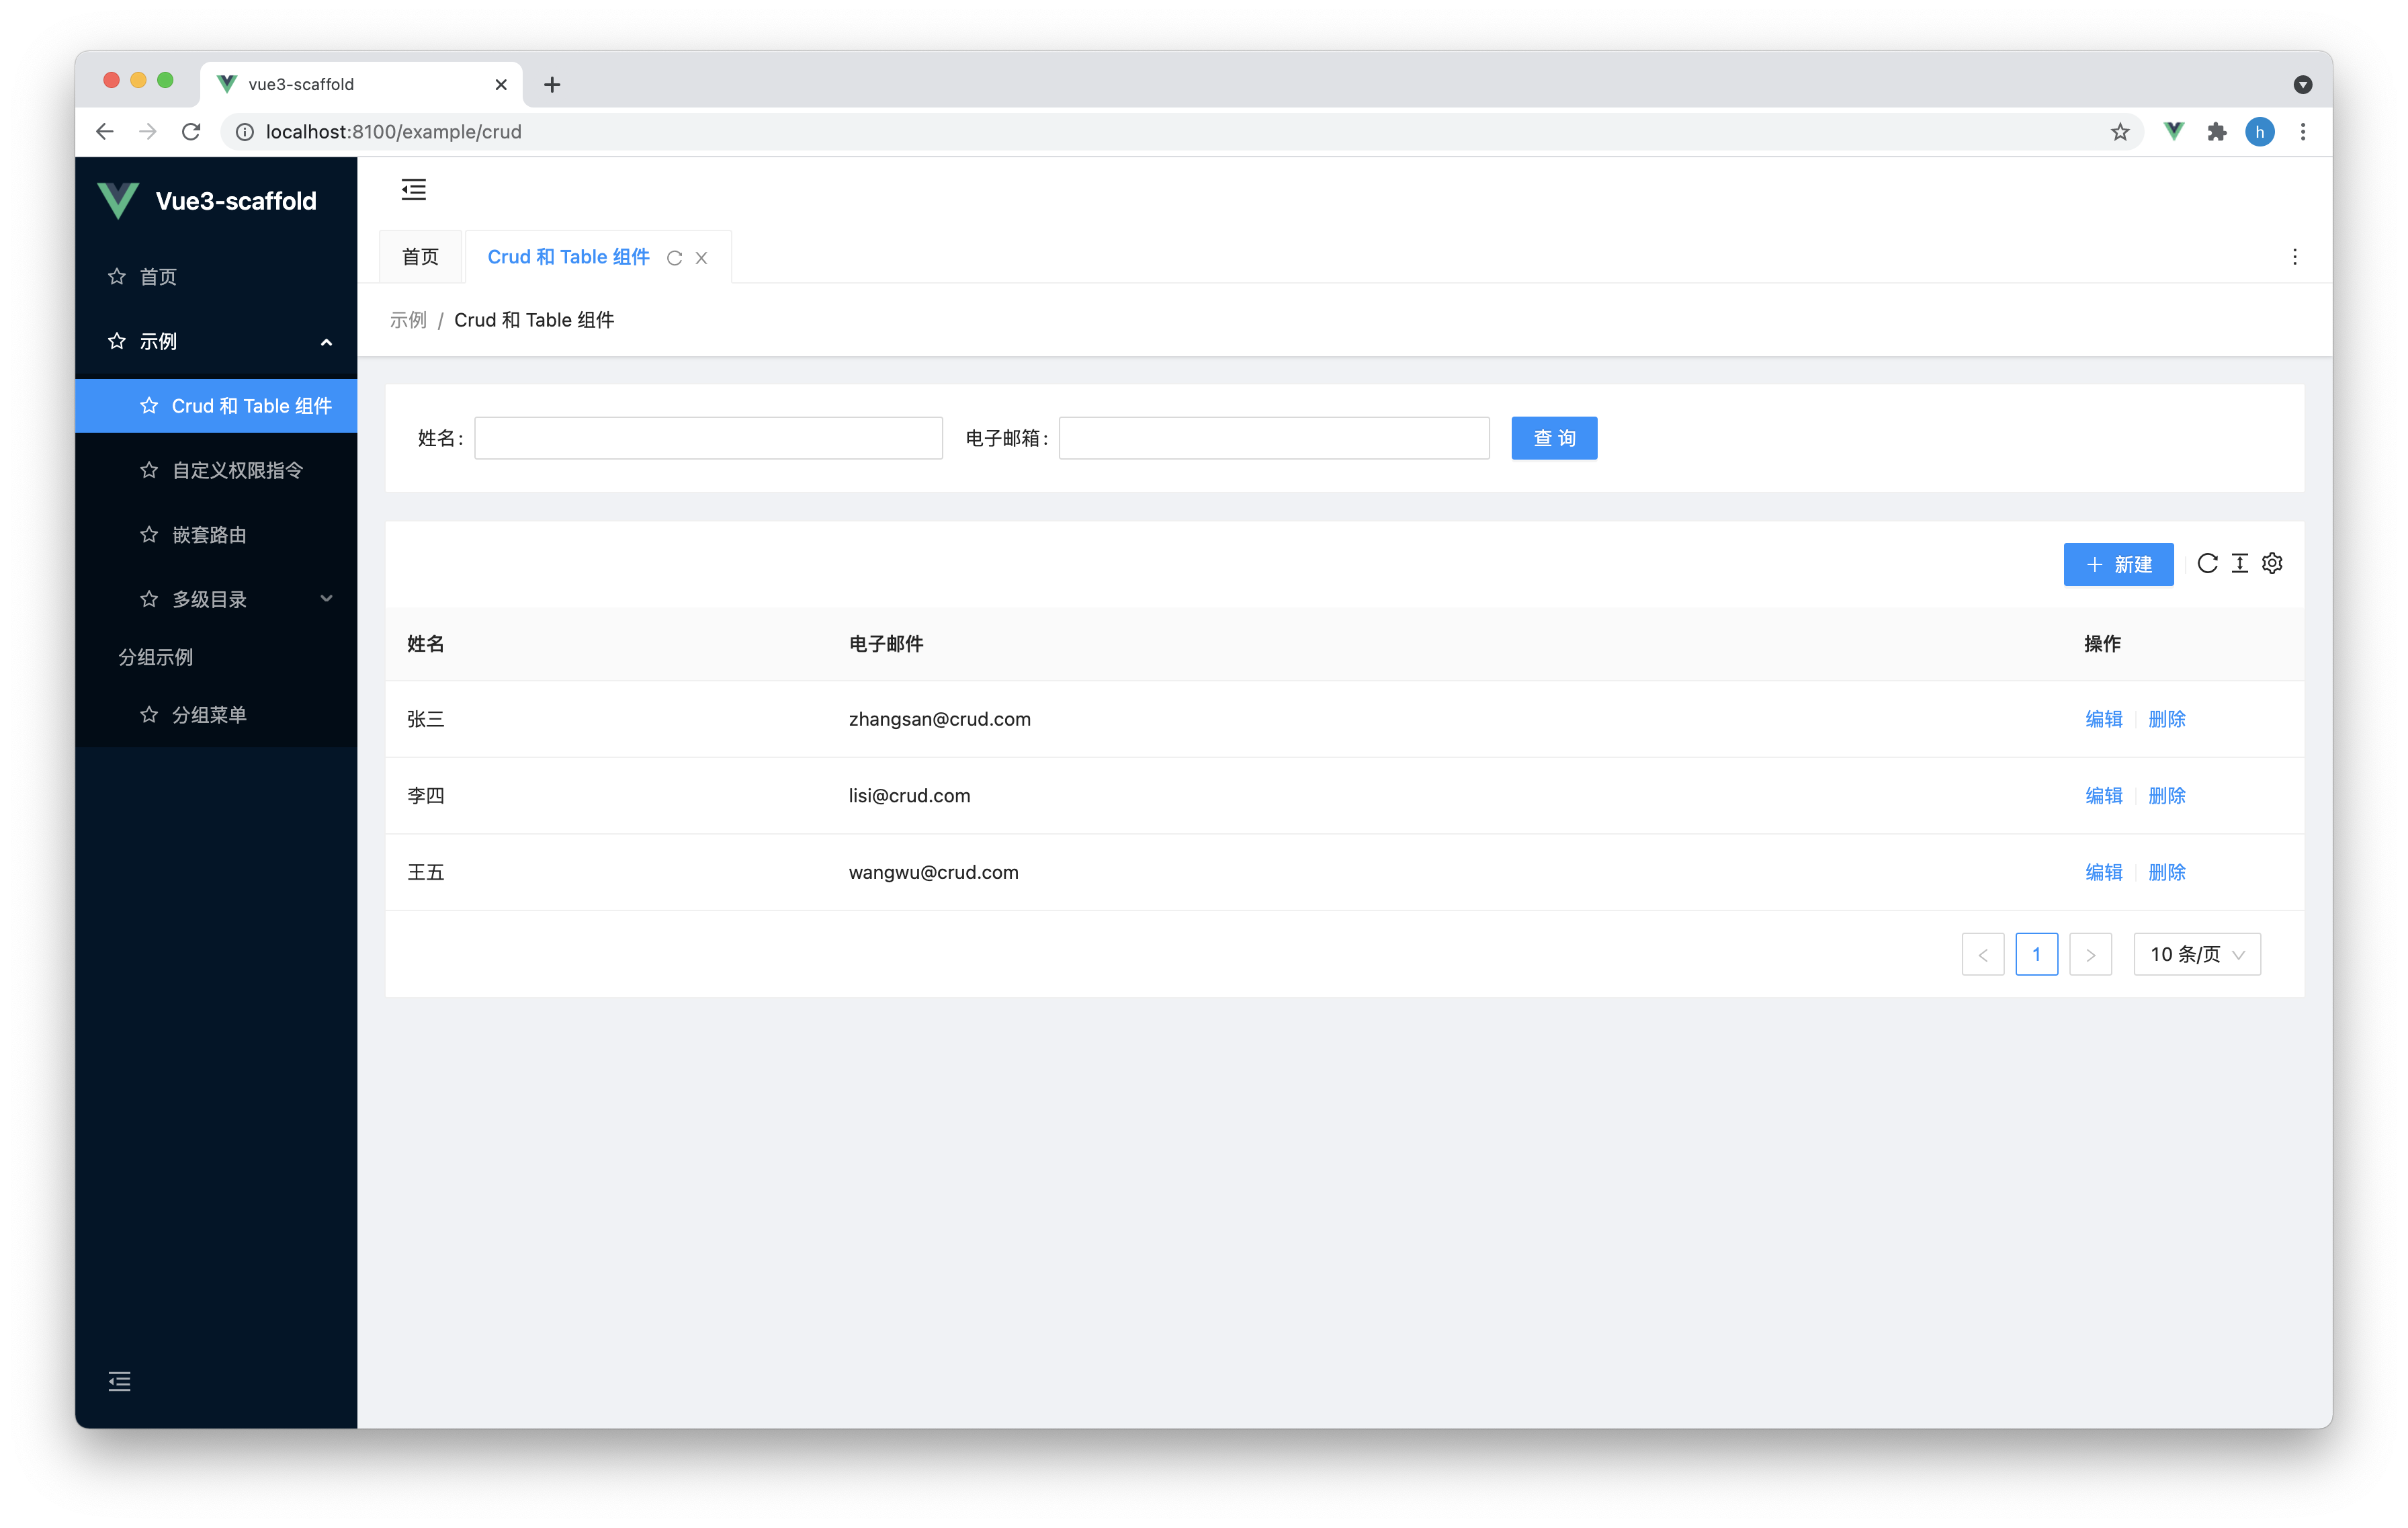 vue3-scaffold
localhost:8100/example/crud
h
Vue3-scaffold
首页
示例
Crud 和 Table 组件
自定义权限指令
嵌套路由
多级目录
分组示例
分组菜单
首页 Crud 和 Table 组件
示例 / Crud 和 Table 组件
姓名: 电子邮箱: 查 询
新建
姓名 电子邮件 操作
张三 zhangsan@crud.com 编辑 删除
李四 lisi@crud.com 编辑 删除
王五 wangwu@crud.com 编辑 删除
1 10 条/页